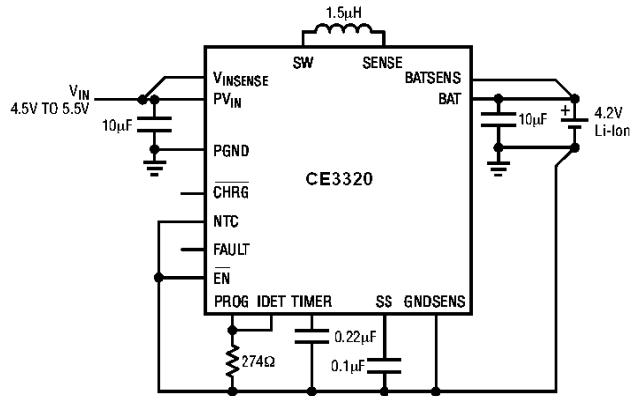 1.5μH
SW
SENSE
VIN
4.5V TO 5.5V
VINSENSE
PVIN
10μF
PGND
CHRG
NTC
FAULT
EN
CE3320
BATSENS
BAT
10μF
+
4.2V
Li-Ion
PROG
IDET
TIMER
SS
GNDSENS
274Ω
0.22μF
0.1μF